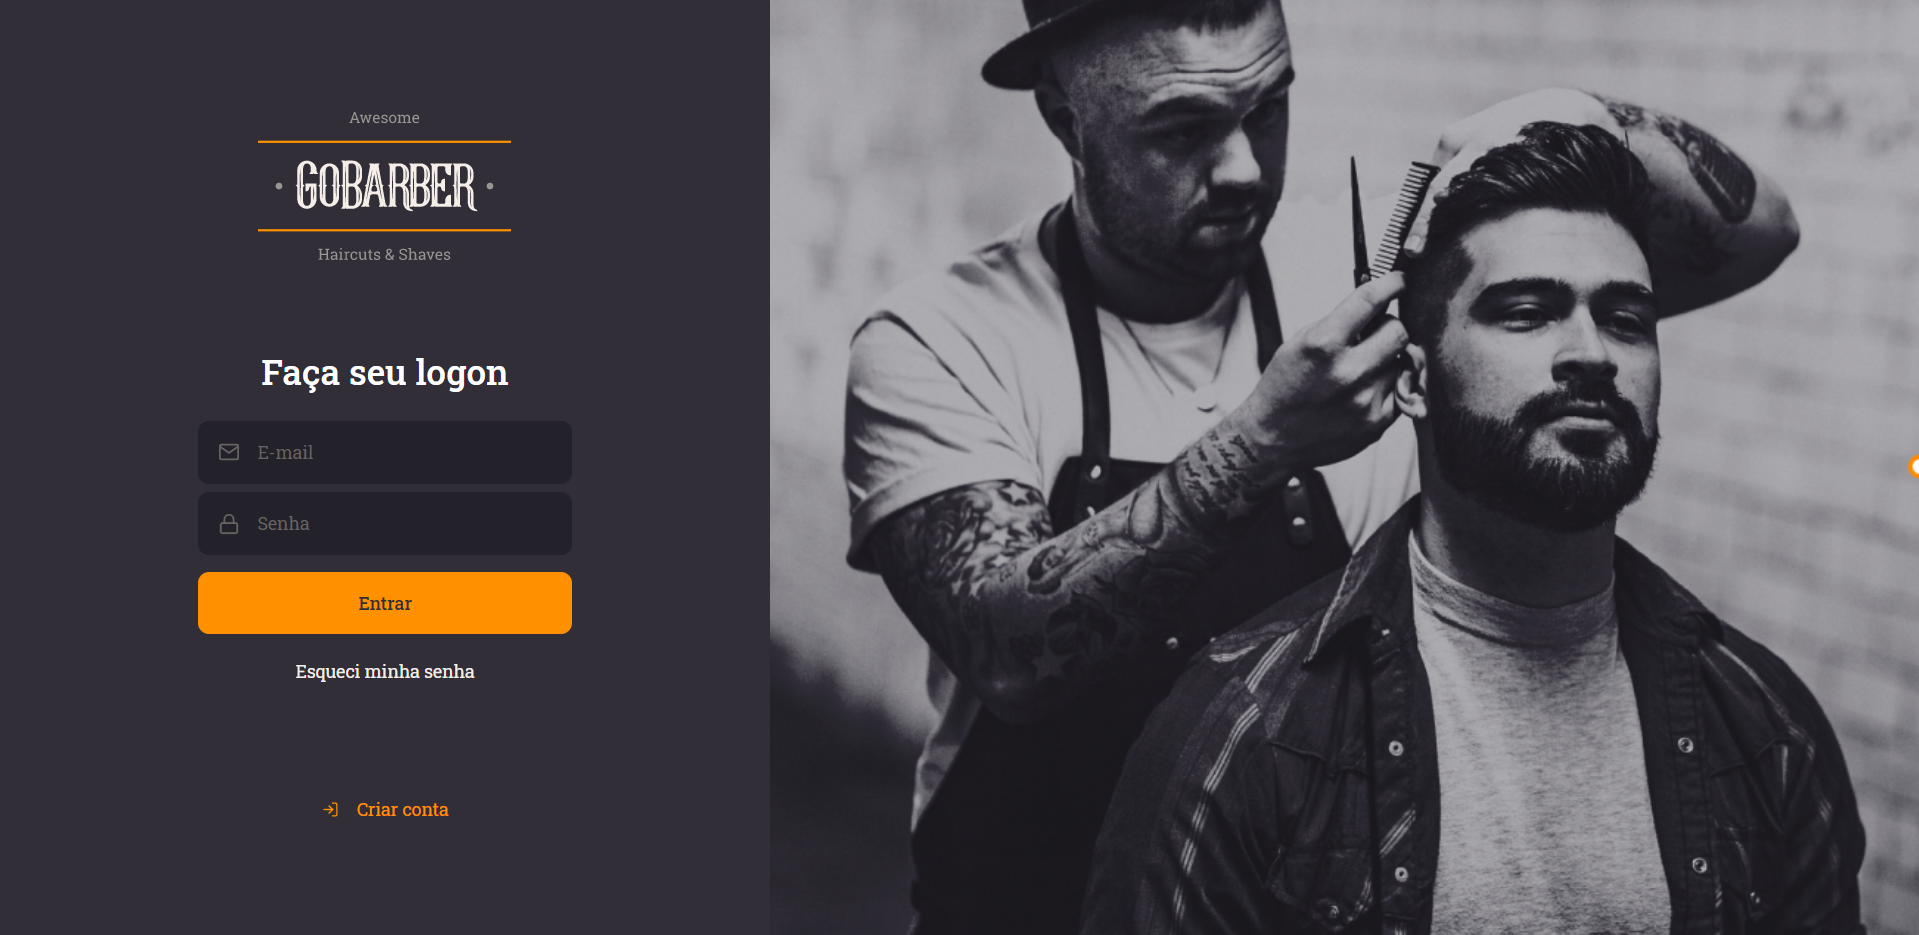 Awesome
GOBARBER
Haircuts & Shaves
Faça seu logon
E-mail
Senha
Entrar
Esqueci minha senha
Criar conta